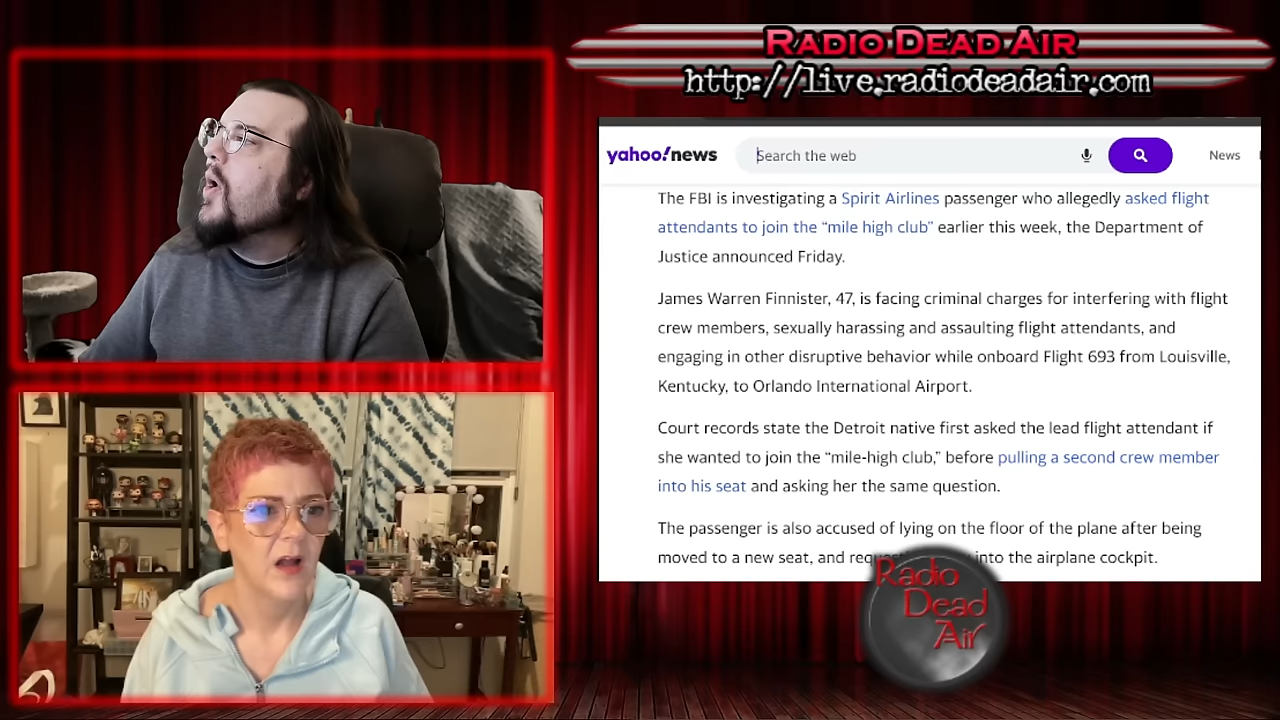 Radio Dead Air
http://live.radiodeadair.com
yahoo!news
Search the web
News
The FBI is investigating a Spirit Airlines passenger who allegedly asked flight
attendants to join the “mile high club” earlier this week, the Department of
Justice announced Friday.
James Warren Finnister, 47, is facing criminal charges for interfering with flight
crew members, sexually harassing and assaulting flight attendants, and
engaging in other disruptive behavior while onboard Flight 693 from Louisville,
Kentucky, to Orlando International Airport.
Court records state the Detroit native first asked the lead flight attendant if
she wanted to join the “mile-high club,” before pulling a second crew member
into his seat and asking her the same question.
The passenger is also accused of lying on the floor of the plane after being
moved to a new seat, and into the airplane cockpit.
Radio
Dead
Air